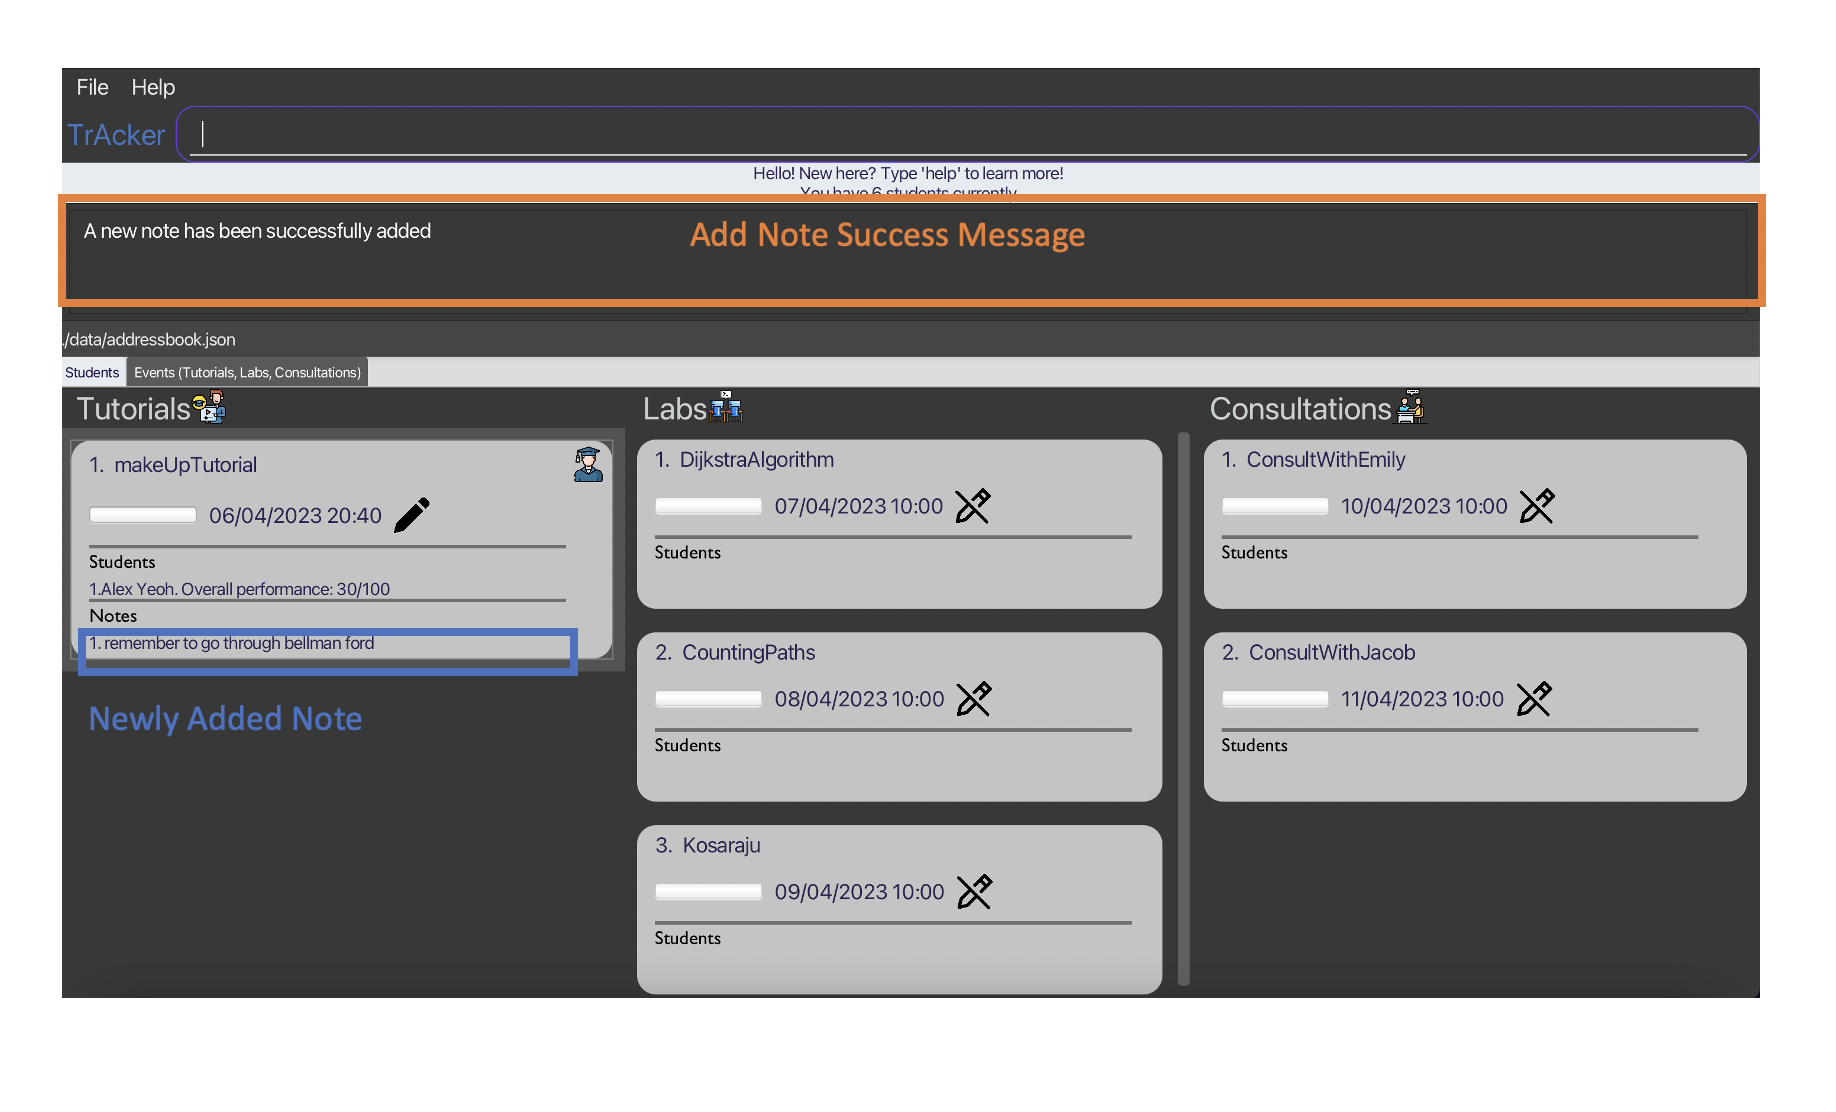 File Help
TrAcker
Hello! New here? Type 'help' to learn more!
You have 6 students currently
A new note has been successfully added
Add Note Success Message
./data/addressbook.json
Students Events (Tutorials, Labs, Consultations)
Tutorials
1. makeUpTutorial
06/04/2023 20:40
Students
1.Alex Yeoh. Overall performance: 30/100
Notes
1. remember to go through bellman ford
Newly Added Note
Labs
1. DijkstraAlgorithm
07/04/2023 10:00
Students
2. CountingPaths
08/04/2023 10:00
Students
3. Kosaraju
09/04/2023 10:00
Students
Consultations
1. ConsultWithEmily
10/04/2023 10:00
Students
2. ConsultWithJacob
11/04/2023 10:00
Students